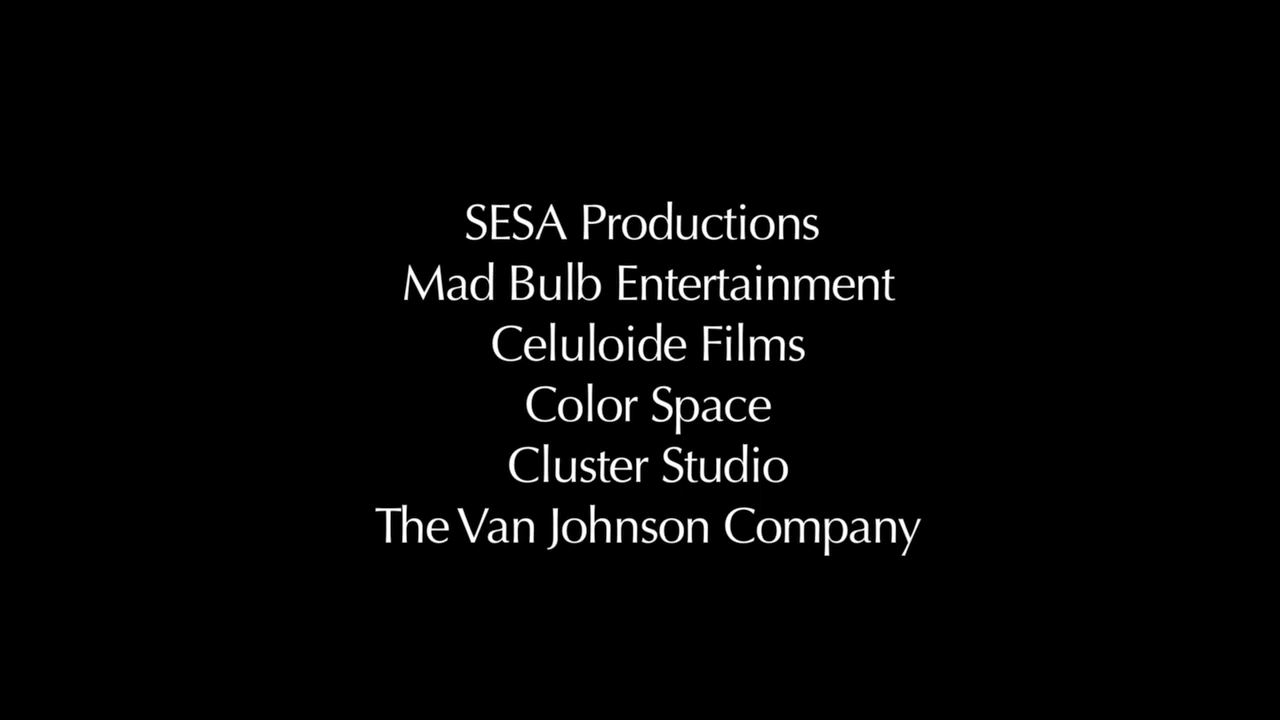 SESA Productions
Mad Bulb Entertainment
Celuloide Films
Color Space
Cluster Studio
The Van Johnson Company